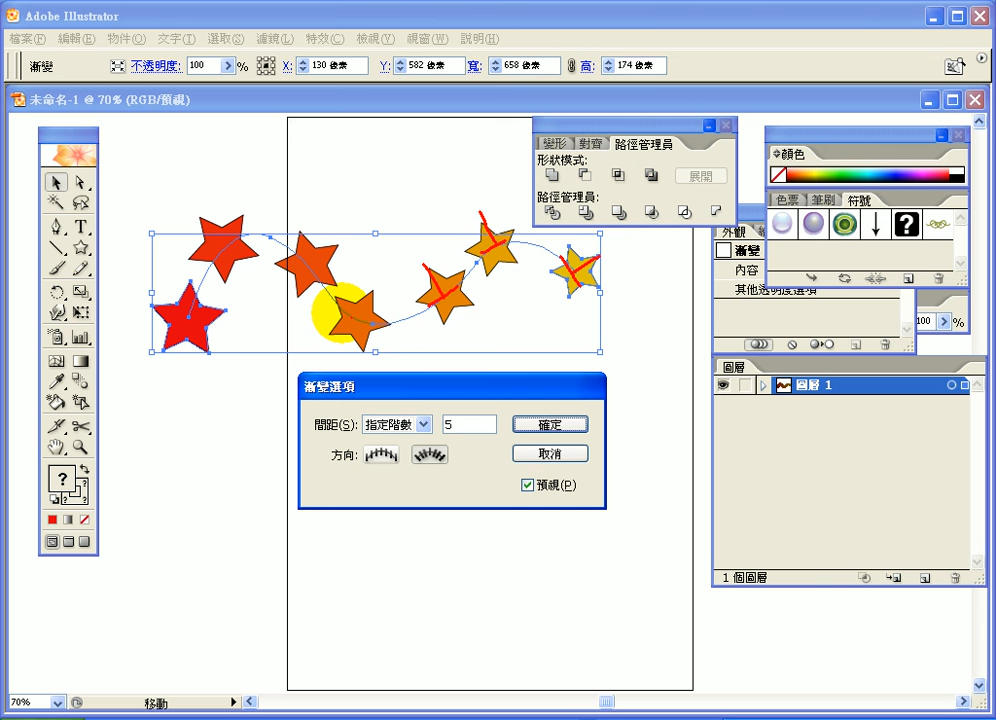 Adobe Illustrator
檔案(F) 編輯(E) 物件(O) 文字(T) 選取(S) 濾鏡(L) 特效(C) 檢視(V) 視窗(W) 說明(H)
漸變 不透明度: 100 % X: 130 像素 Y: 582 像素 寬: 658 像素 高: 174 像素
未命名-1 @ 70% (RGB/預視)
變形 對齊 路徑管理員
形狀模式:
展開
路徑管理員:
顏色
色票 筆刷 符號
外觀
漸變
內容
其他透明度選項
100 %
圖層
圖層 1
漸變選項
間距(S): 指定階數 5 確定
方向: 取消
預視(P)
1 個圖層
70% 移動